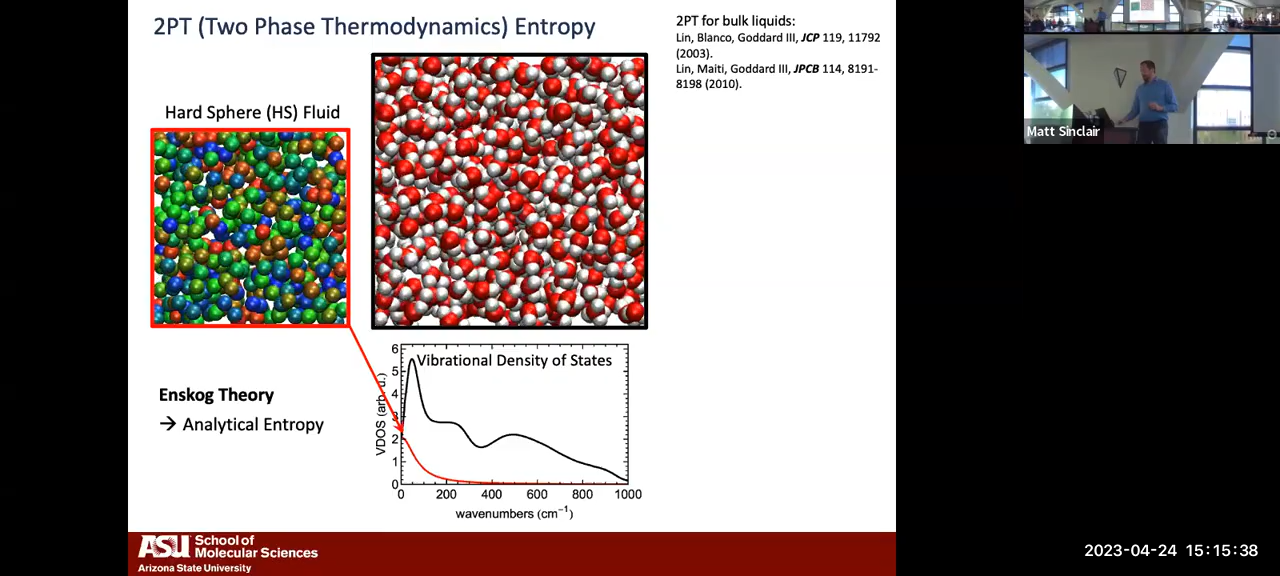 2PT (Two Phase Thermodynamics) Entropy
2PT for bulk liquids:
Lin, Blanco, Goddard III, JCP 119, 11792
(2003).
Lin, Maiti, Goddard III, JPCB 114, 8191-
8198 (2010).
Hard Sphere (HS) Fluid
Matt Sinclair
Enskog Theory
→ Analytical Entropy
Vibrational Density of States
VDOS (arb. u.)
6
5
4
3
2
1
0
0 200 400 600 800 1000
wavenumbers (cm⁻¹)
ASU School of
Molecular Sciences
Arizona State University
2023-04-24 15:15:38